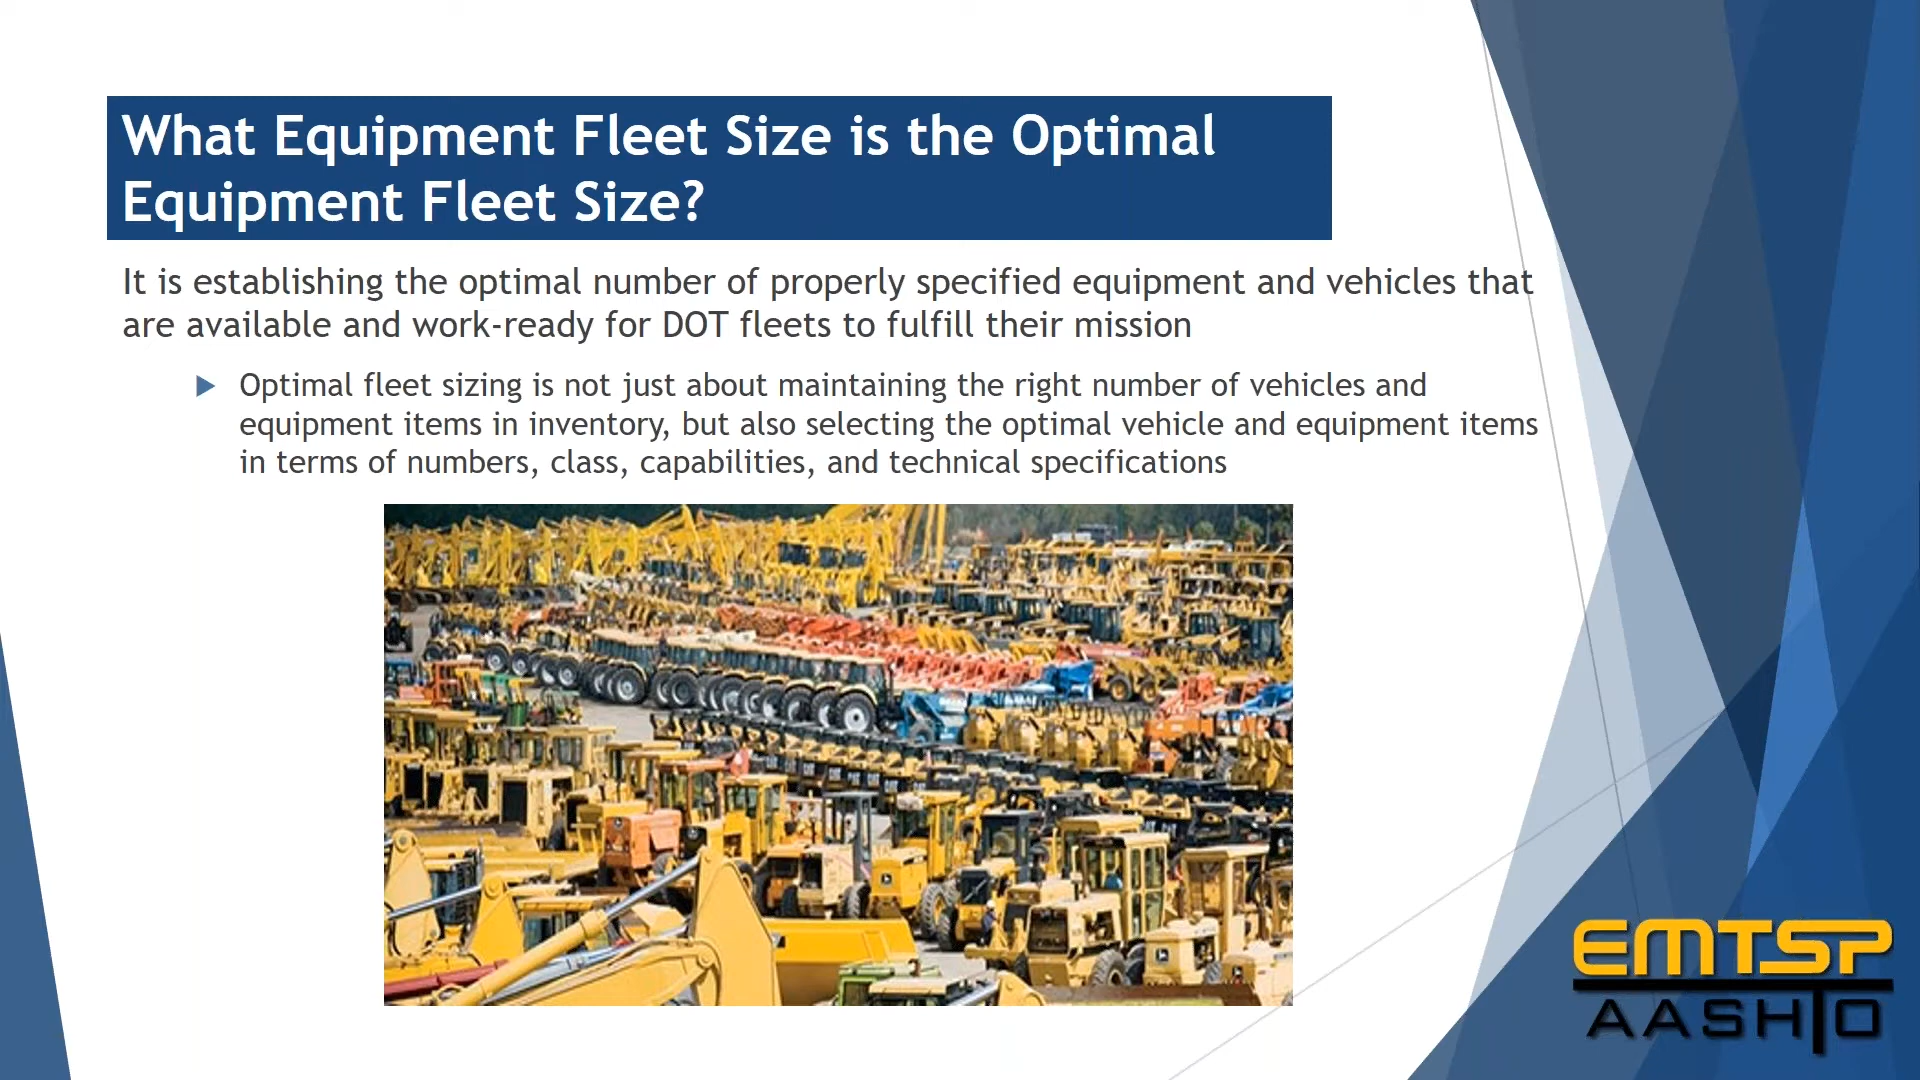 What Equipment Fleet Size is the Optimal
Equipment Fleet Size?
It is establishing the optimal number of properly specified equipment and vehicles that
are available and work-ready for DOT fleets to fulfill their mission
Optimal fleet sizing is not just about maintaining the right number of vehicles and
equipment items in inventory, but also selecting the optimal vehicle and equipment items
in terms of numbers, class, capabilities, and technical specifications
EMTSP
AASHTO